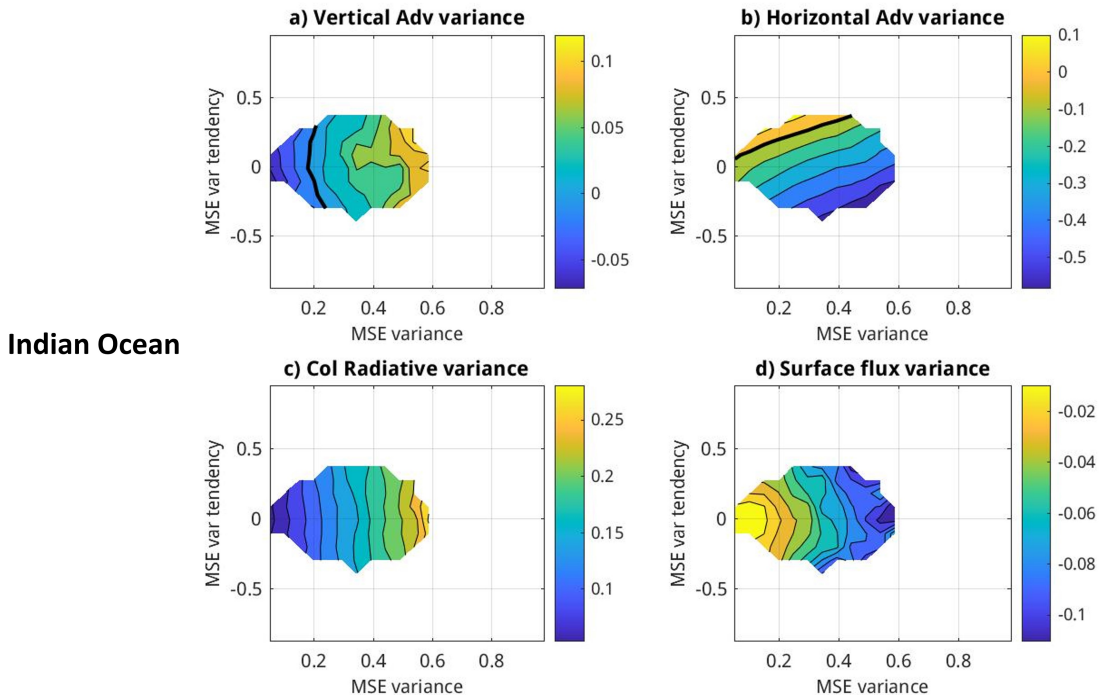 a) Vertical Adv variance
MSE var tendency
0.5
0
-0.5
0.2 0.4 0.6 0.8
MSE variance
0.1
0.05
0
-0.05
b) Horizontal Adv variance
MSE var tendency
0.5
0
-0.5
0.2 0.4 0.6 0.8
MSE variance
0.1
0
-0.1
-0.2
-0.3
-0.4
-0.5
Indian Ocean
c) Col Radiative variance
MSE var tendency
0.5
0
-0.5
0.2 0.4 0.6 0.8
MSE variance
0.25
0.2
0.15
0.1
d) Surface flux variance
MSE var tendency
0.5
0
-0.5
0.2 0.4 0.6 0.8
MSE variance
-0.02
-0.04
-0.06
-0.08
-0.1